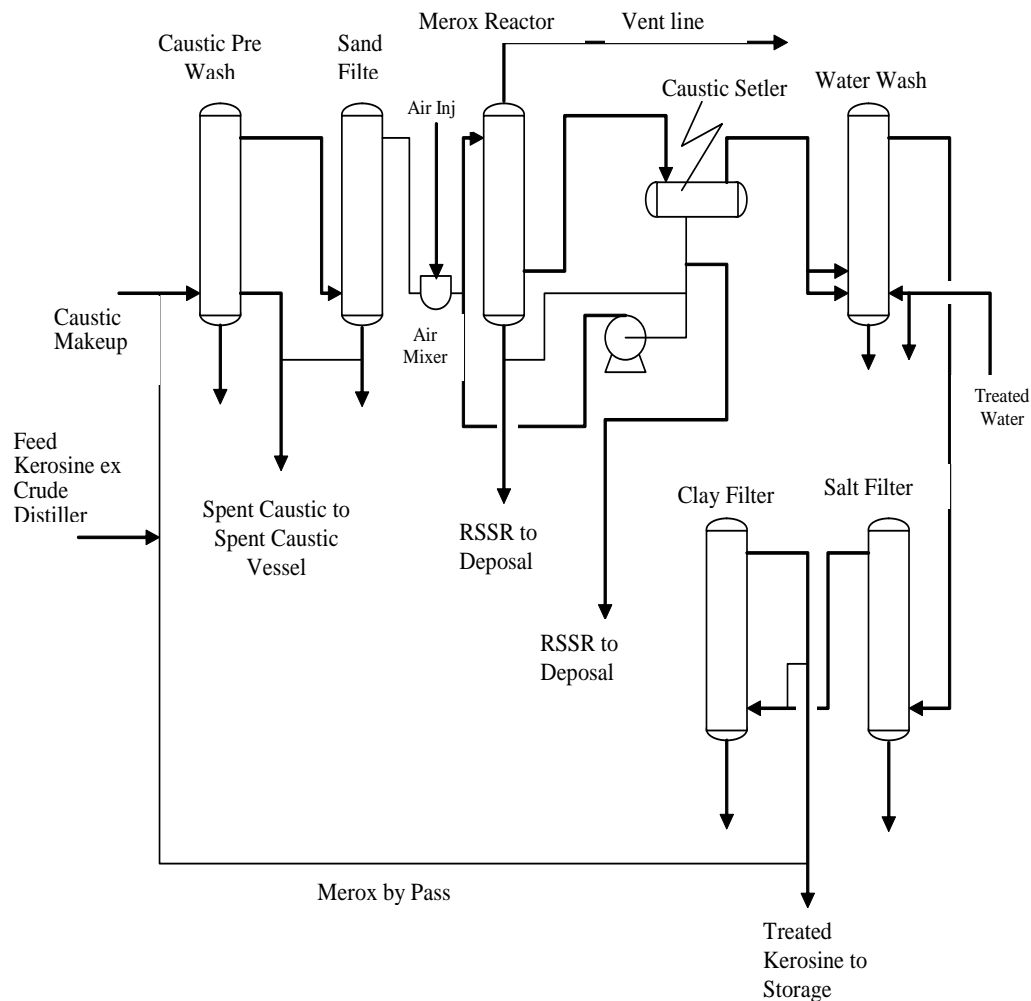 Merox Reactor
Vent line
Caustic Pre
Wash
Sand
Filte
Air Inj
Caustic Setler
Water Wash
Caustic
Makeup
Air
Mixer
Treated
Water
Feed
Kerosine ex
Crude
Distiller
Spent Caustic to
Spent Caustic
Vessel
RSSR to
Deposal
RSSR to
Deposal
Clay Filter
Salt Filter
Merox by Pass
Treated
Kerosine to
Storage